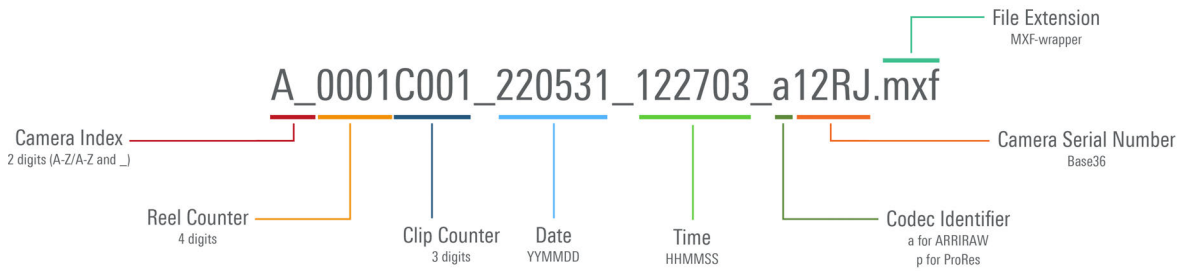 File Extension
MXF-wrapper
A_0001C001_220531_122703_a12RJ.mxf
Camera Index
2 digits (A-Z/A-Z and _)
Camera Serial Number
Base36
Reel Counter
4 digits
Clip Counter
3 digits
Date
YYMMDD
Time
HHMMSS
Codec Identifier
a for ARRIRAW
p for ProRes